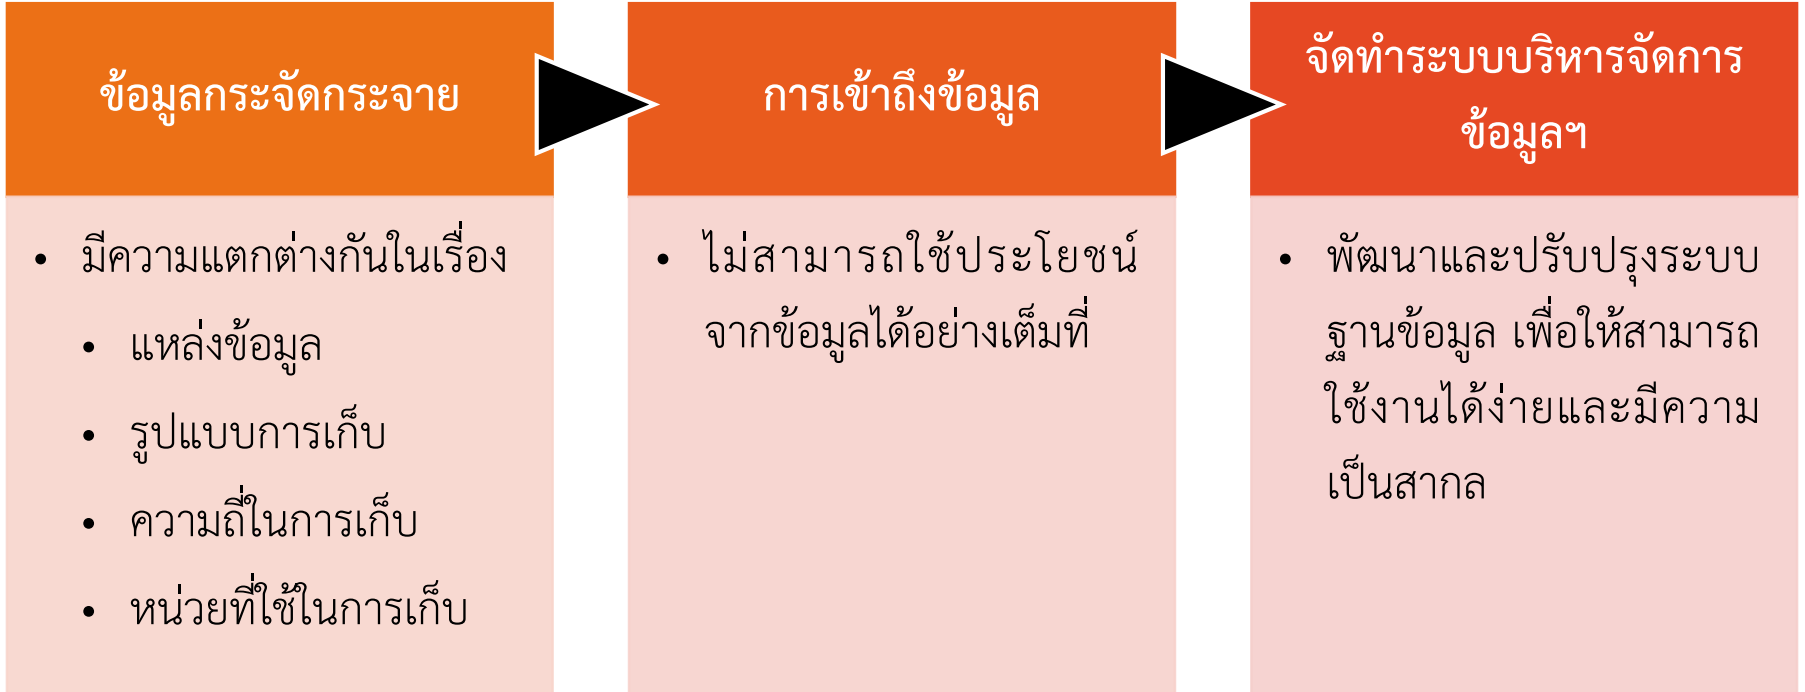 ข้อมูลกระจัดกระจาย
• มีความแตกต่างกันในเรื่อง
• แหล่งข้อมูล
• รูปแบบการเก็บ
• ความถี่ในการเก็บ
• หน่วยที่ใช้ในการเก็บ
การเข้าถึงข้อมูล
• ไม่สามารถใช้ประโยชน์
จากข้อมูลได้อย่างเต็มที่
จัดทำระบบบริหารจัดการ
ข้อมูลฯ
• พัฒนาและปรับปรุงระบบ
ฐานข้อมูล เพื่อให้สามารถ
ใช้งานได้ง่ายและมีความ
เป็นสากล